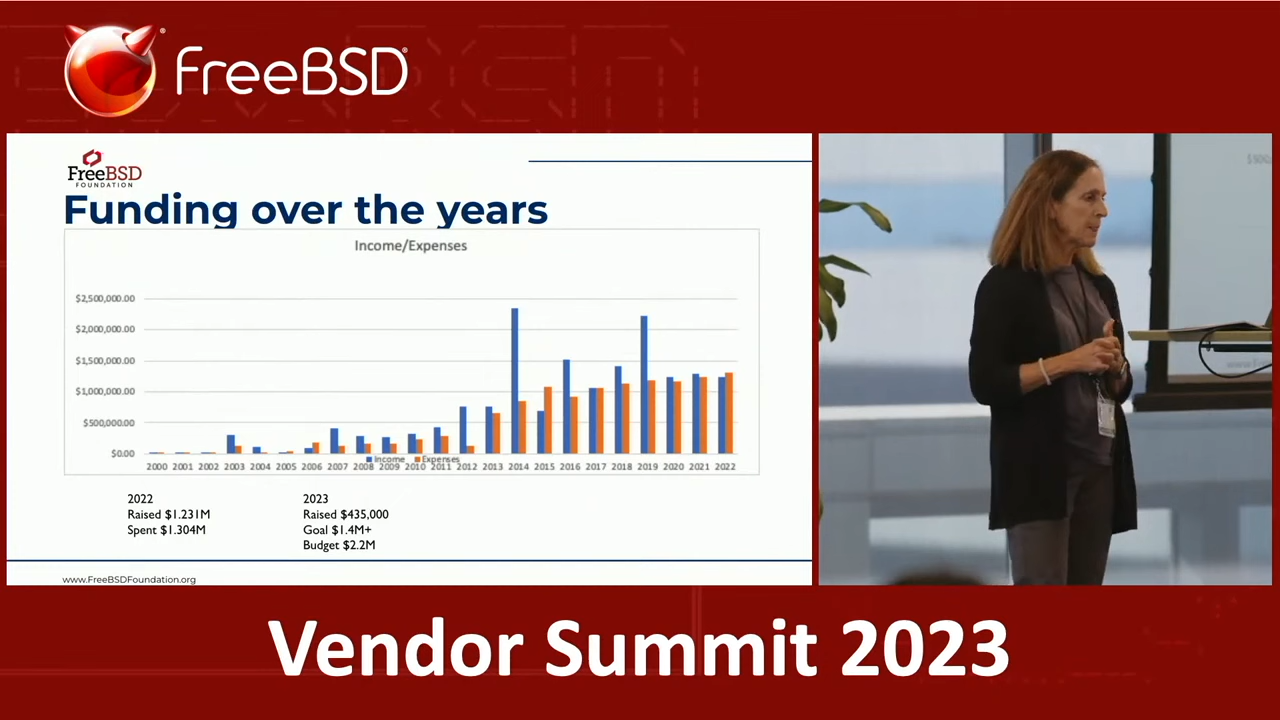 FreeBSD®
FreeBSD
FOUNDATION
Funding over the years
Income/Expenses
$2,500,000.00
$2,000,000.00
$1,500,000.00
$1,000,000.00
$500,000.00
$0.00
2000 2001 2002 2003 2004 2005 2006 2007 2008 2009 2010 2011 2012 2013 2014 2015 2016 2017 2018 2019 2020 2021 2022
Income Expenses
2022
Raised $1.231M
Spent $1.304M
2023
Raised $435,000
Goal $1.4M+
Budget $2.2M
www.FreeBSDFoundation.org
Vendor Summit 2023